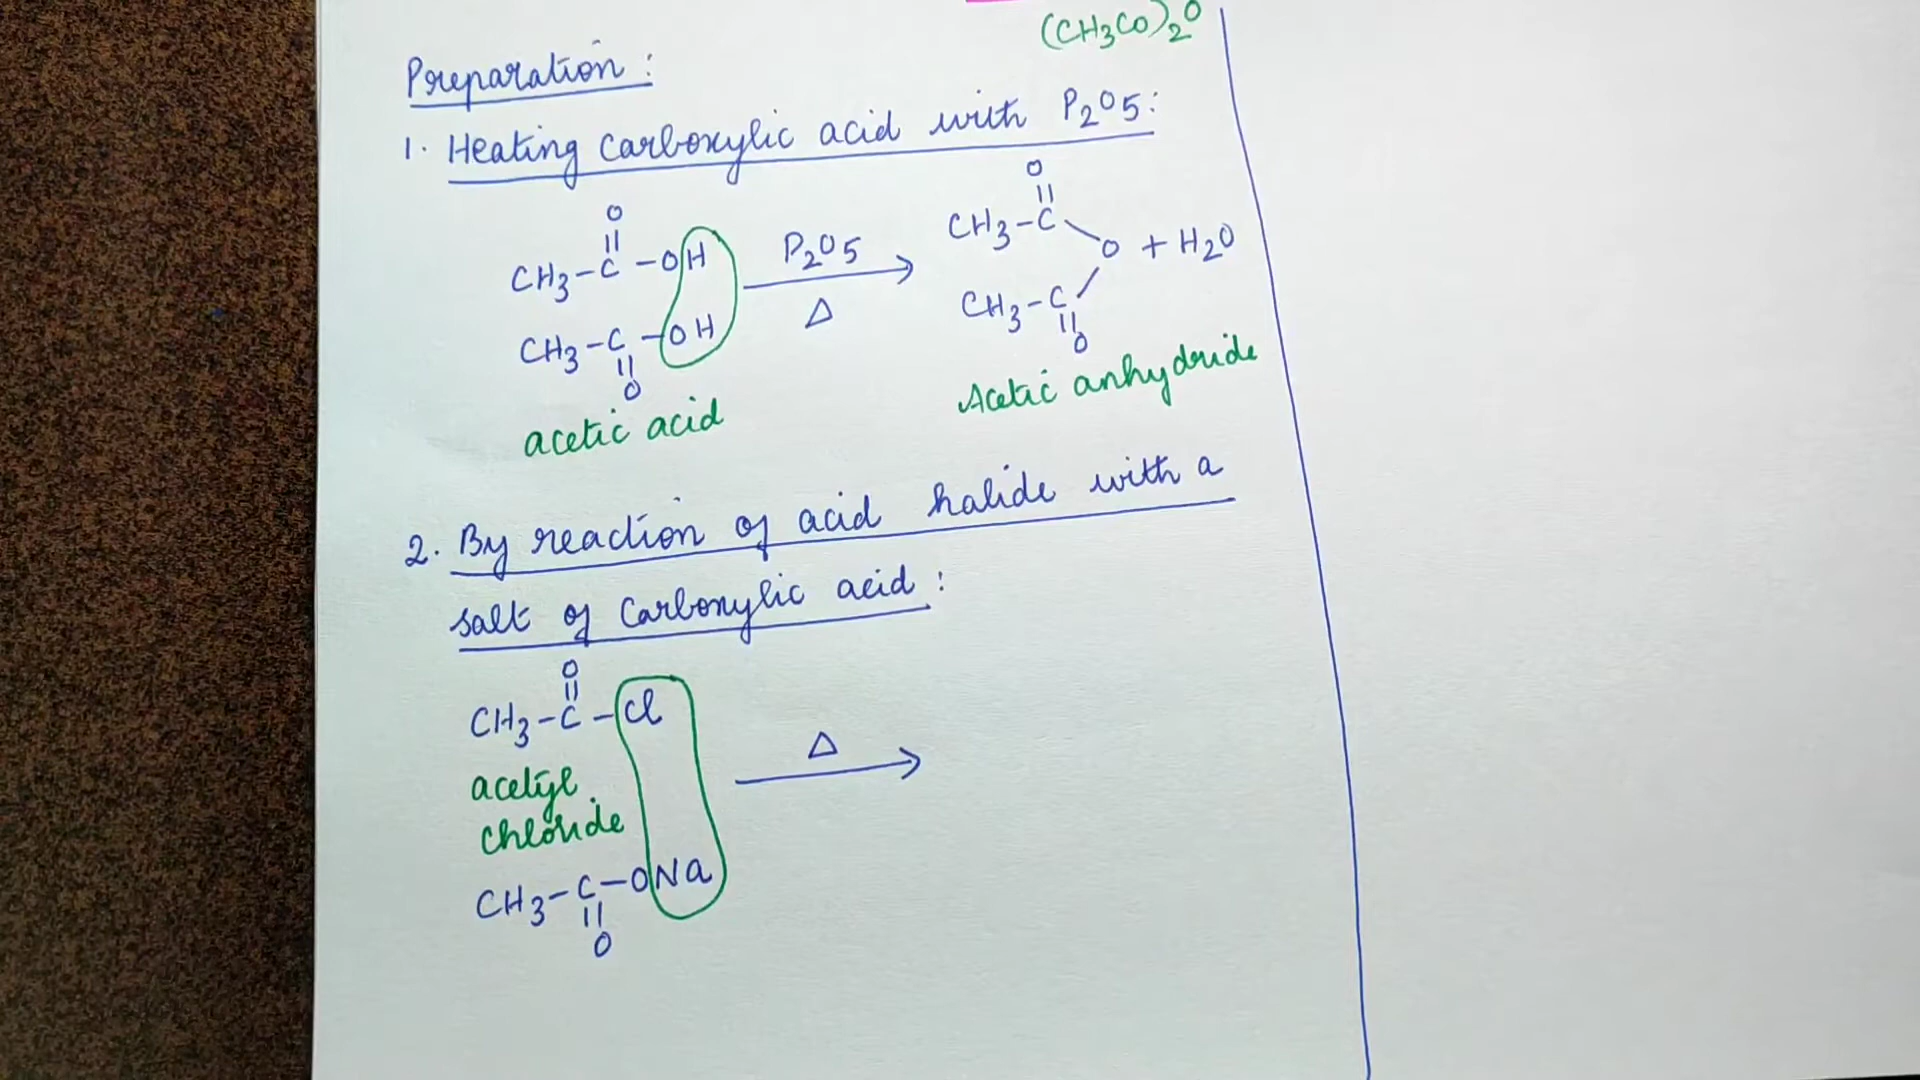 (CH3CO)2O
Preparation:
1. Heating carboxylic acid with P2O5:
O
||
CH3-C-OH
CH3-C-OH
||
O
P2O5
Δ
O
||
CH3-C
O + H2O
CH3-C
||
O
acetic acid
Acetic anhydride
2. By reaction of acid halide with a
salt of Carboxylic acid:
O
||
CH3-C-Cl
acetyl
chloride
CH3-C-ONa
||
O
Δ